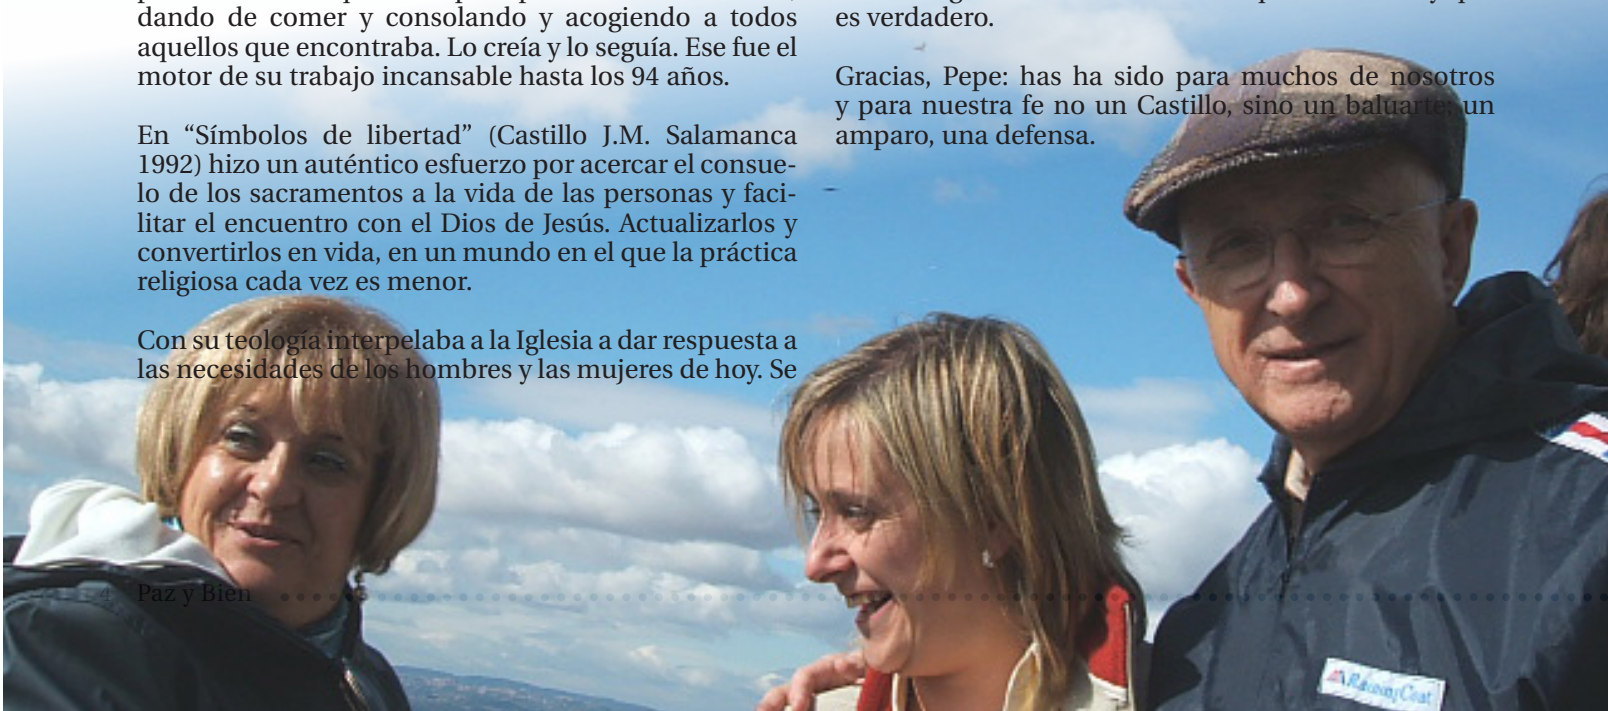 dando de comer y consolando y acogiendo a todos
aquellos que encontraba. Lo creía y lo seguía. Ese fue el
motor de su trabajo incansable hasta los 94 años.
En “Símbolos de libertad” (Castillo J.M. Salamanca
1992) hizo un auténtico esfuerzo por acercar el consue-
lo de los sacramentos a la vida de las personas y faci-
litar el encuentro con el Dios de Jesús. Actualizarlos y
convertirlos en vida, en un mundo en el que la práctica
religiosa cada vez es menor.
Con su teología interpelaba a la Iglesia a dar respuesta a
las necesidades de los hombres y las mujeres de hoy. Se
es verdadero.
Gracias, Pepe: has ha sido para muchos de nosotros
y para nuestra fe no un Castillo, sino un baluarte; un
amparo, una defensa.
4 Paz y Bien